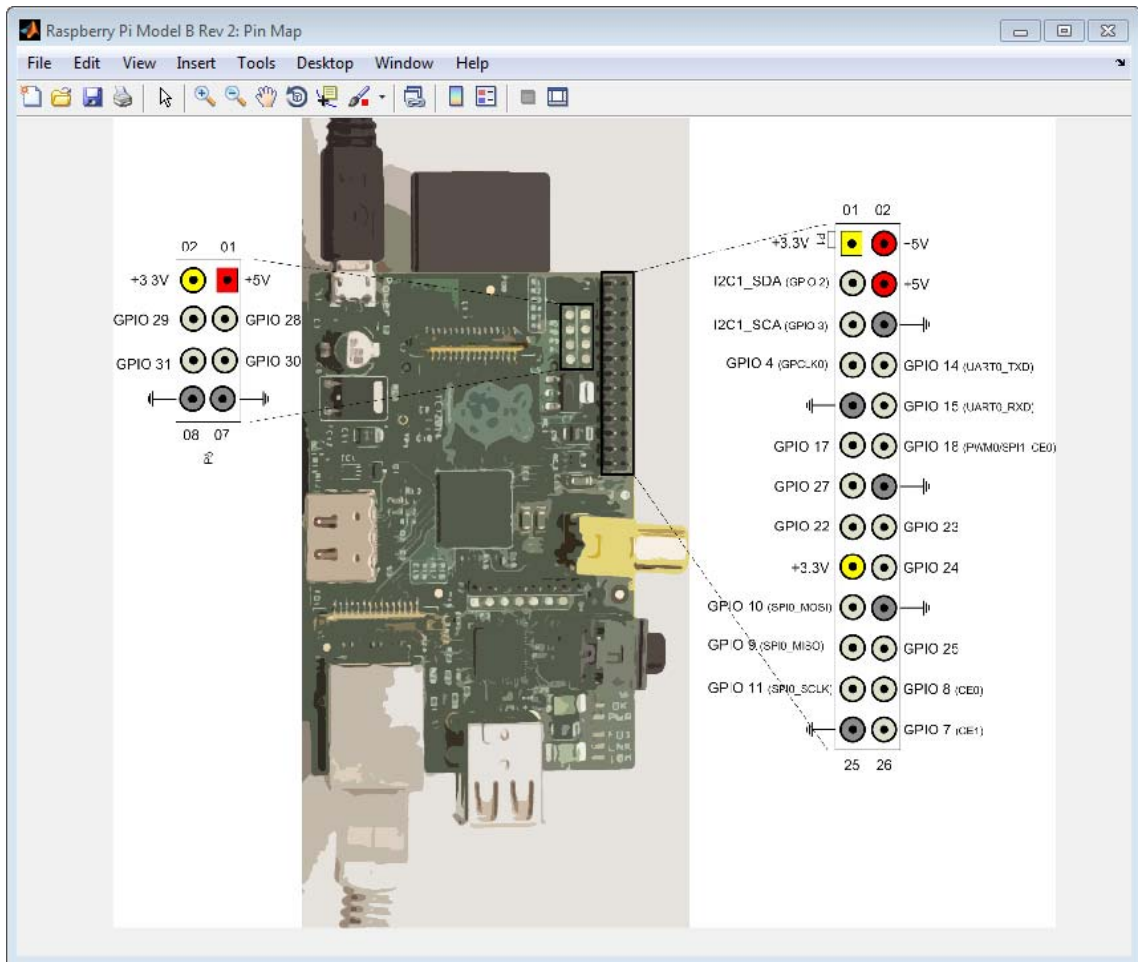 Raspberry Pi Model B Rev 2: Pin Map
File Edit View Insert Tools Desktop Window Help
02 01
+3.3V +5V
GPIO 29 GPIO 28
GPIO 31 GPIO 30
08 07
01 02
+3.3V -5V
I2C1_SDA (GPIO 2) +5V
I2C1_SCA (GPIO 3)
GPIO 4 (GPCLK0) GPIO 14 (UART0_TXD)
GPIO 15 (UART0_RXD)
GPIO 17 GPIO 18 (PWM0/SPI1_CE0)
GPIO 27
GPIO 22 GPIO 23
+3.3V GPIO 24
GPIO 10 (SPI0_MOSI)
GPIO 9 (SPI0_MISO) GPIO 25
GPIO 11 (SPI0_SCLK) GPIO 8 (CE0)
GPIO 7 (CE1)
25 26